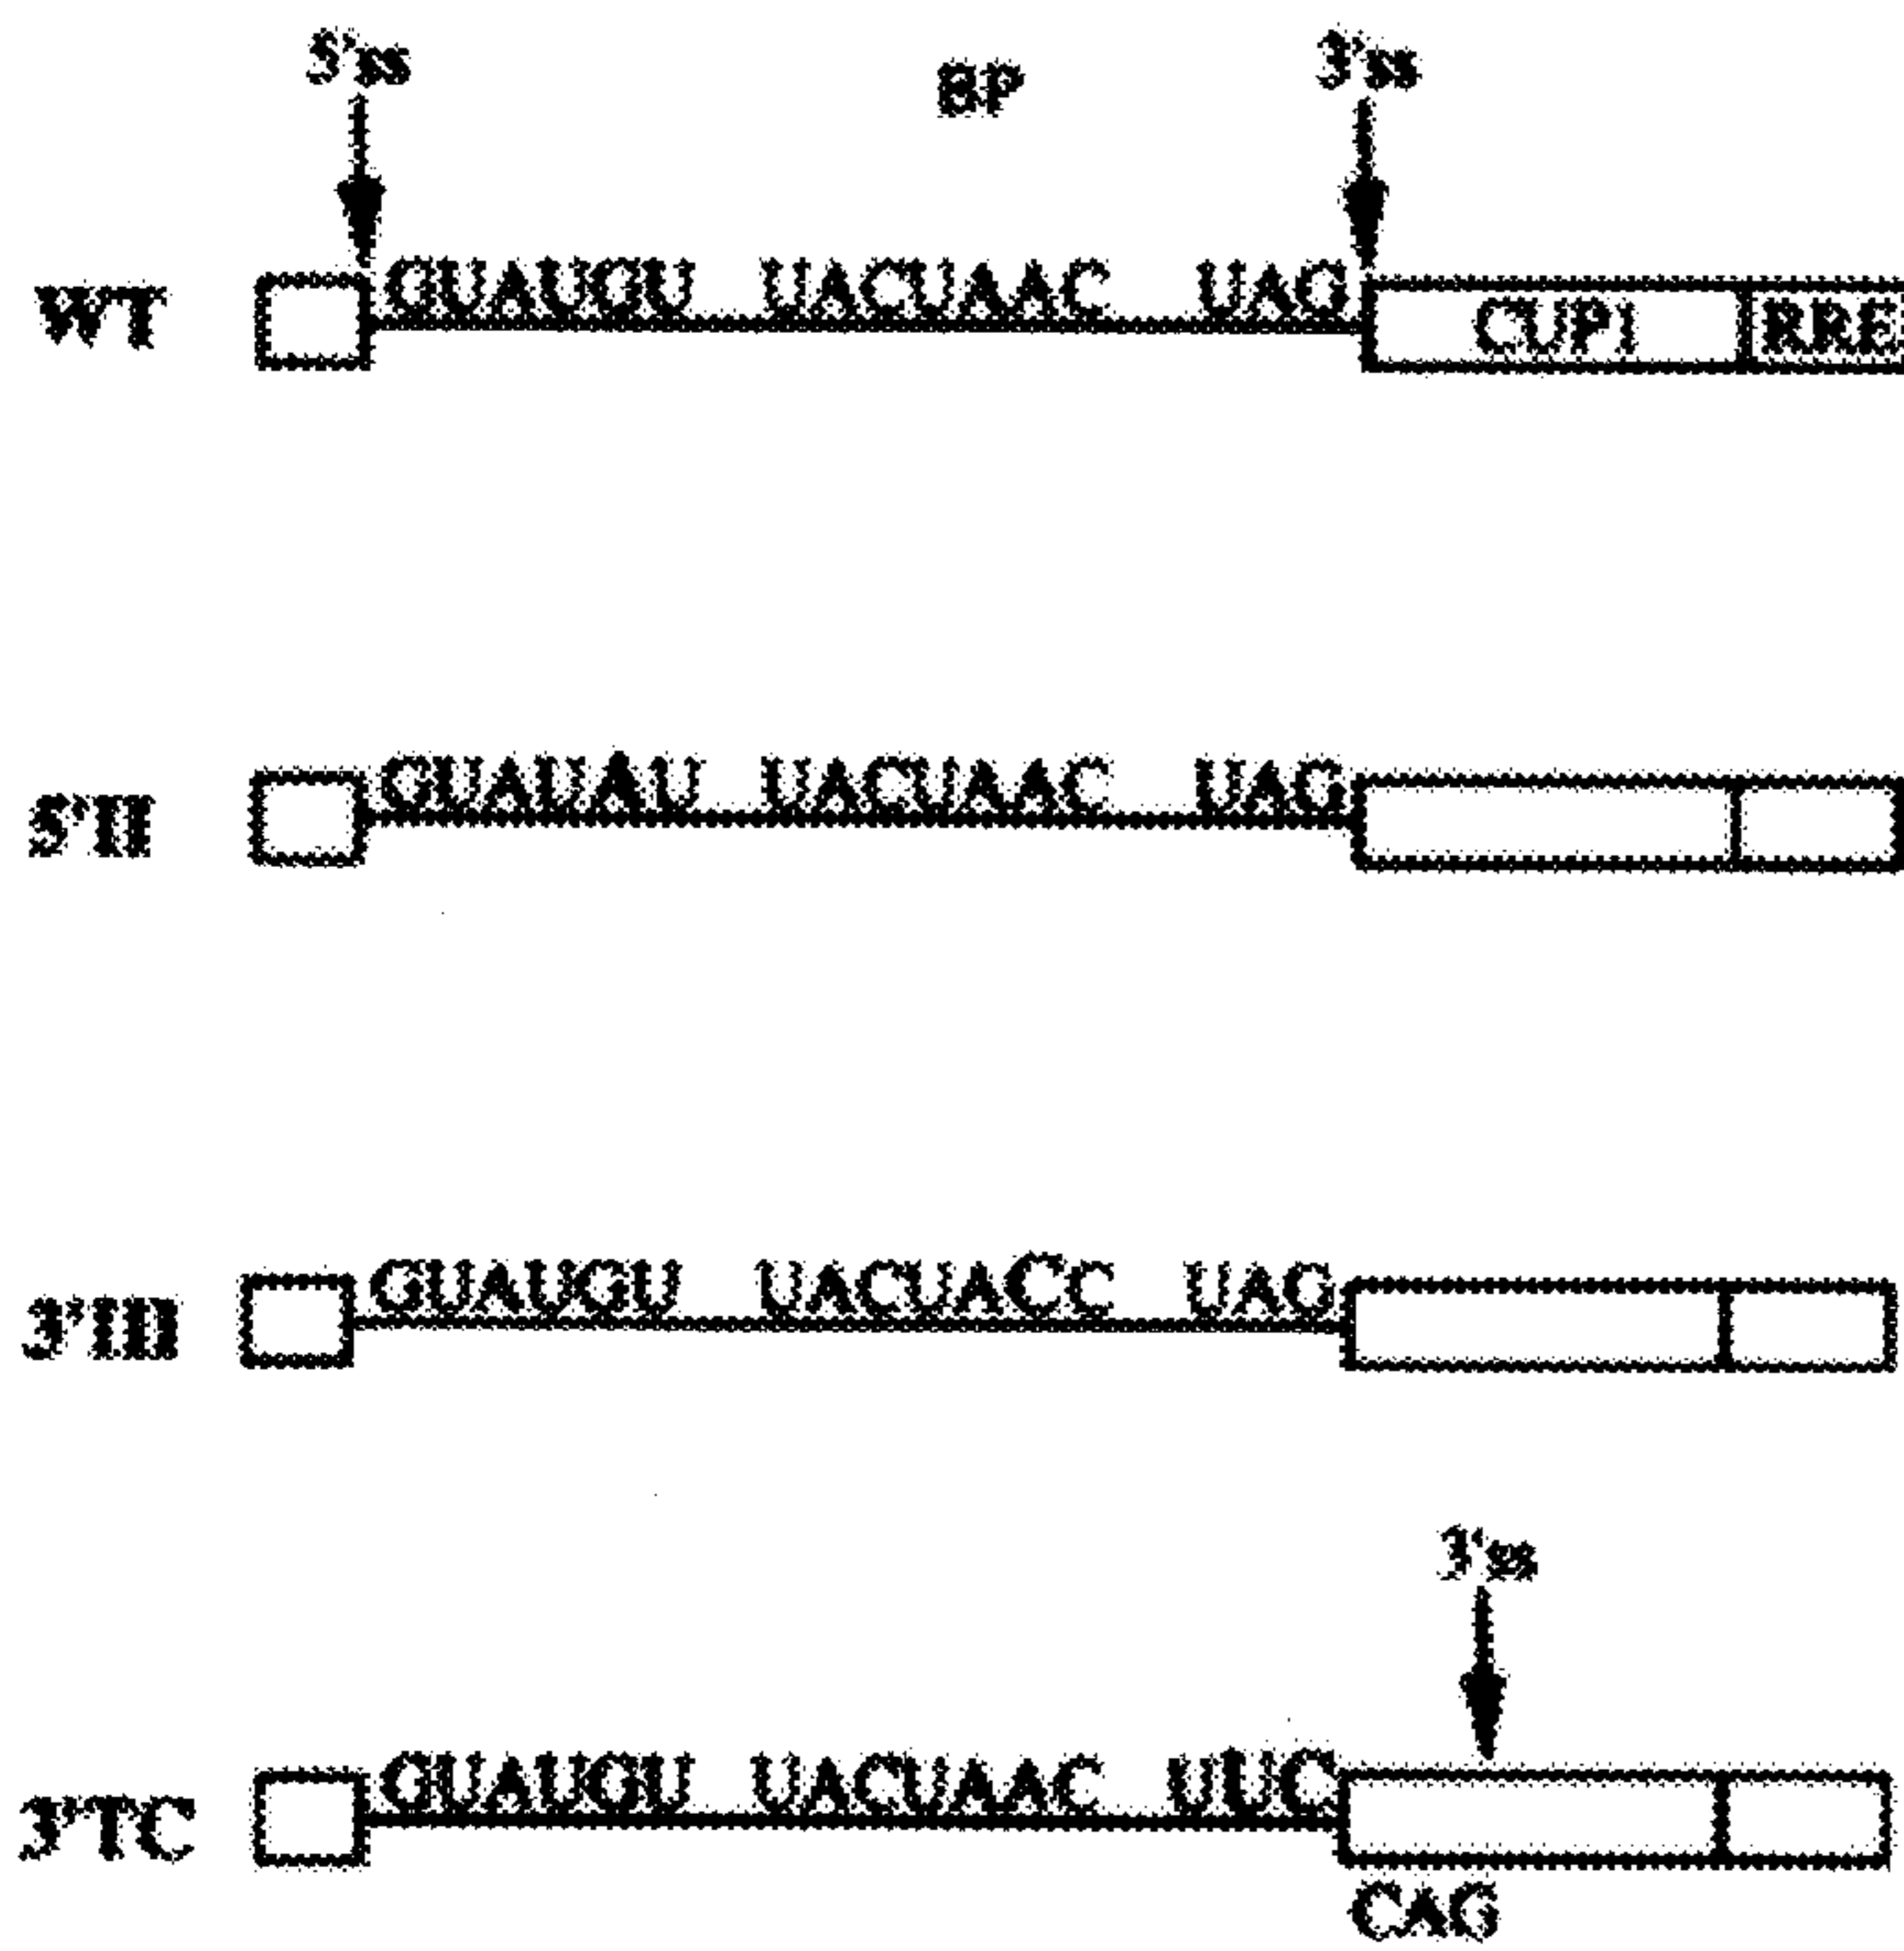 5'ss BP 3'ss
WT GUAUGU UACUAAC UAG CUP1 RRE
5'II GUAUAU UACUAAC UAG
3'III GUAUGU UACUACC UAG
3'ss
3'TC GUAUGU UACUAAC UUC
CAG